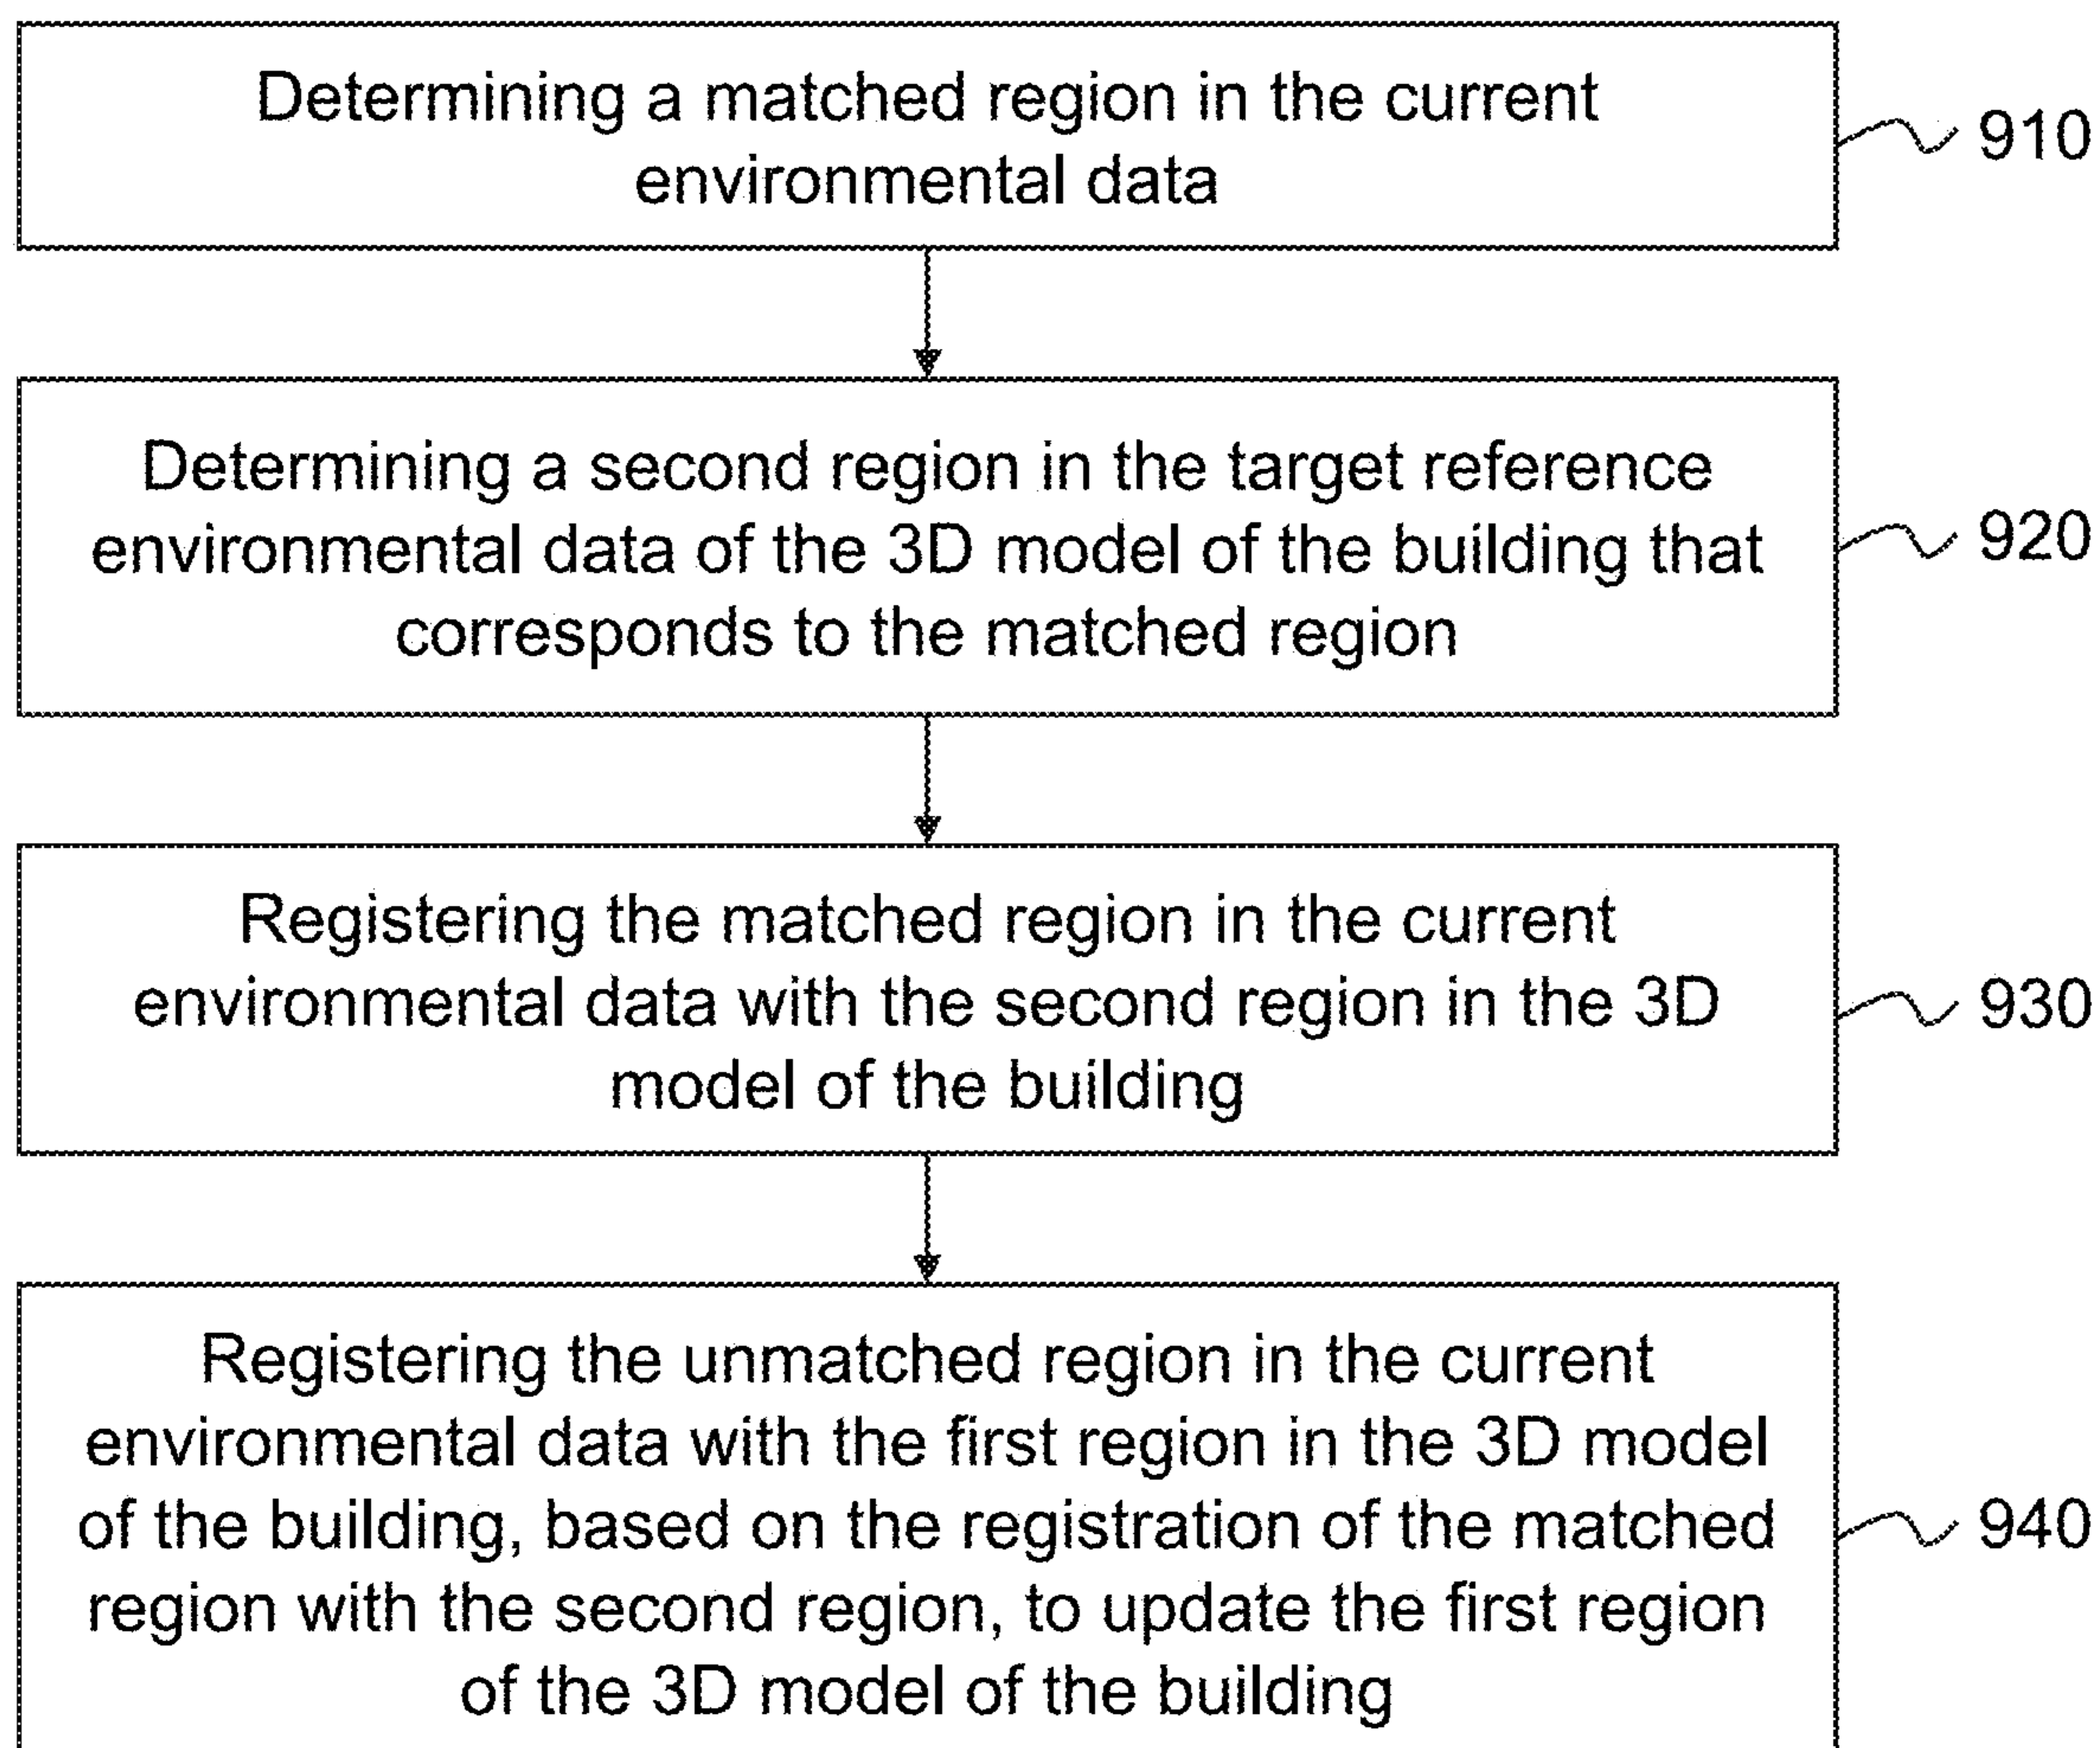 Determining a matched region in the current
environmental data
910
Determining a second region in the target reference
environmental data of the 3D model of the building that
corresponds to the matched region
920
Registering the matched region in the current
environmental data with the second region in the 3D
model of the building
930
Registering the unmatched region in the current
environmental data with the first region in the 3D model
of the building, based on the registration of the matched
region with the second region, to update the first region
of the 3D model of the building
940